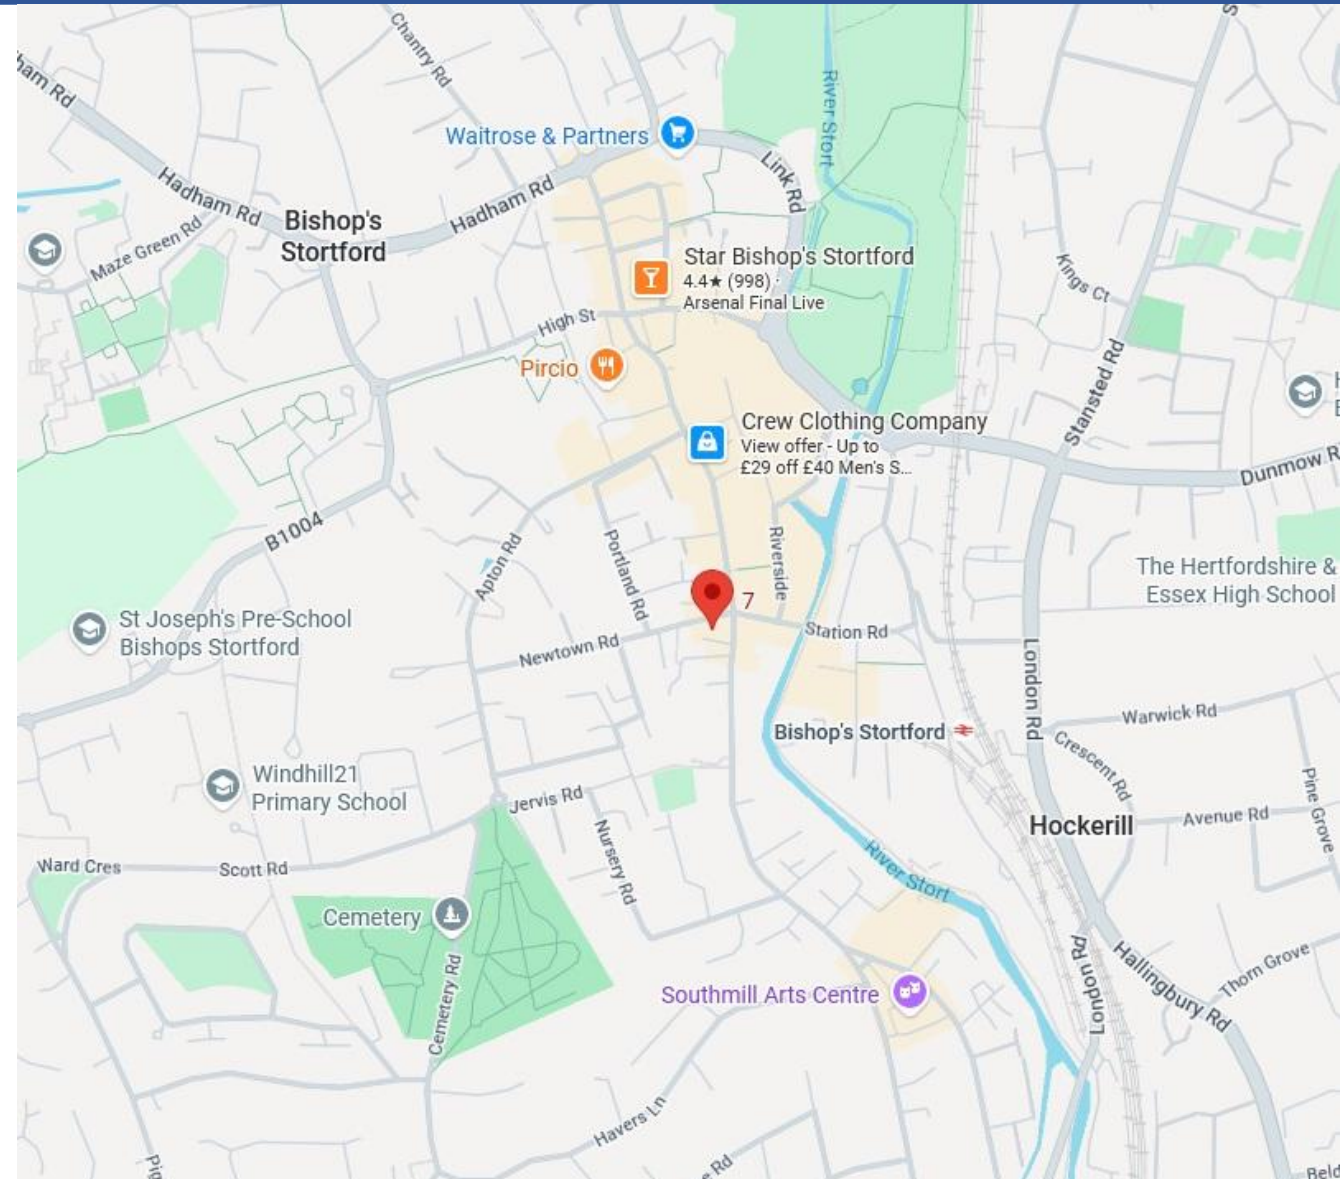 Chantry Rd
ham Rd
Waitrose & Partners
River Stort
Link Rd
Hadham Rd
Hadham Rd
Bishop's
Stortford
Maze Green Rd
Star Bishop's Stortford
4.4★ (998) ·
Arsenal Final Live
Kings Ct
High St
Pircio
Stansted Rd
Crew Clothing Company
View offer - Up to
£29 off £40 Men's S...
Dunmow R
B1004
Apton Rd
Portland Rd
Riverside
The Hertfordshire &
Essex High School
7
St Joseph's Pre-School
Bishops Stortford
Newtown Rd
Station Rd
London Rd
Bishop's Stortford
Warwick Rd
Crescent Rd
Windhill21
Primary School
Jervis Rd
Pine Grove
Hockerill
Avenue Rd
Nursery Rd
Ward Cres
Scott Rd
River Stort
Cemetery
Cemetery Rd
Southmill Arts Centre
London Rd
Hallingbury Rd
Thorn Grove
Havers Ln
Pig
e Rd
Beld